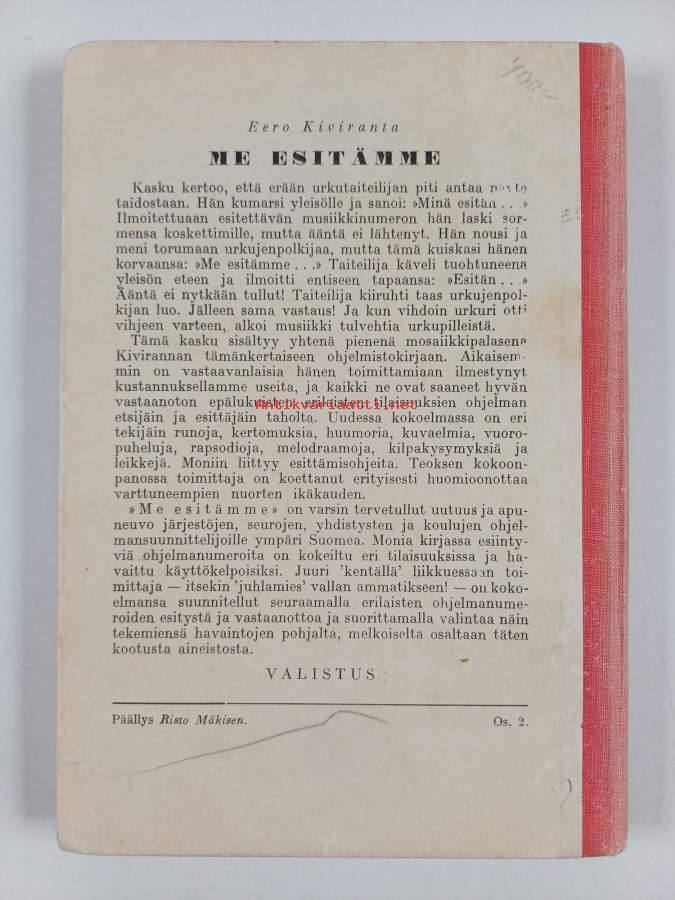 400-
Eero Kiviranta
ME ESITÄMME
Kasku kertoo, että erään urkutaiteilijan piti antaa näyte
taidostaan. Hän kumarsi yleisölle ja sanoi: »Minä esitän . . .»
Ilmoitettuaan esitettävän musiikkinumeron hän laski sor-
mensa koskettimille, mutta ääntä ei lähtenyt. Hän nousi ja
meni torumaan urkujenpolkijaa, mutta tämä kuiskasi hänen
korvaansa: »Me esitämme . . .» Taiteilija käveli tuohtuneena
yleisön eteen ja ilmoitti entiseen tapaansa: »Esitän . . .»
Ääntä ei nytkään tullut! Taiteilija kiiruhti taas urkujenpol-
kijan luo. Jälleen sama vastaus! Ja kun vihdoin urkuri otti
vihjeen varteen, alkoi musiikki tulvehtia urkupilleistä.
Tämä kasku sisältyy yhtenä pienenä mosaiikkipalasena
Kivirannan tämänkertaiseen ohjelmistokirjaan. Aikaisem-
min on vastaavanlaisia hänen toimittamiaan ilmestynyt
kustannuksellamme useita, ja kaikki ne ovat saaneet hyvän
vastaanoton epälukuisten erilaisten tilaisuuksien ohjelman
Antikvariaatti.net
etsijäin ja esittäjäin taholta. Uudessa kokoelmassa on eri
tekijäin runoja, kertomuksia, huumoria, kuvaelmia, vuoro-
puheluja, rapsodioja, melodraamoja, kilpakysymyksiä ja
leikkejä. Moniin liittyy esittämisohjeita. Teoksen kokoon-
panossa toimittaja on koettanut erityisesti huomioonottaa
varttuneempien nuorten ikäkauden.
»Me esitämme» on varsin tervetullut uutuus ja apu-
neuvo järjestöjen, seurojen, yhdistysten ja koulujen ohjel-
mansuunnittelijoille ympäri Suomea. Monia kirjassa esiinty-
viä ohjelmanumeroita on kokeiltu eri tilaisuuksissa ja ha-
vaittu käyttökelpoisiksi. Juuri 'kentällä' liikkuessaan toi-
mittaja — itsekin 'juhlamies' vallan ammatikseen! — on koko-
elmansa suunnitellut seuraamalla erilaisten ohjelmanume-
roiden esitystä ja vastaanottoa ja suorittamalla valintaa näin
tekemiensä havaintojen pohjalta, melkoiselta osaltaan täten
kootusta aineistosta.
VALISTUS
Päällys Risto Mäkisen.
Os. 2.